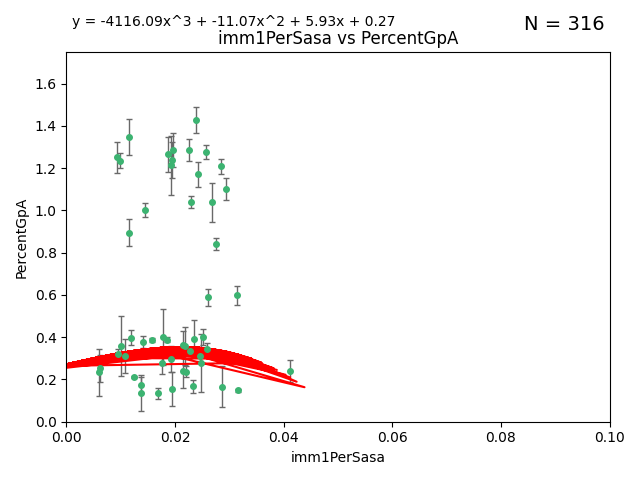 y = -4116.09x^3 + -11.07x^2 + 5.93x + 0.27
N = 316
imm1PerSasa vs PercentGpA
PercentGpA
1.6
1.4
1.2
1.0
0.8
0.6
0.4
0.2
0.0
0.00 0.02 0.04 0.06 0.08 0.10
imm1PerSasa